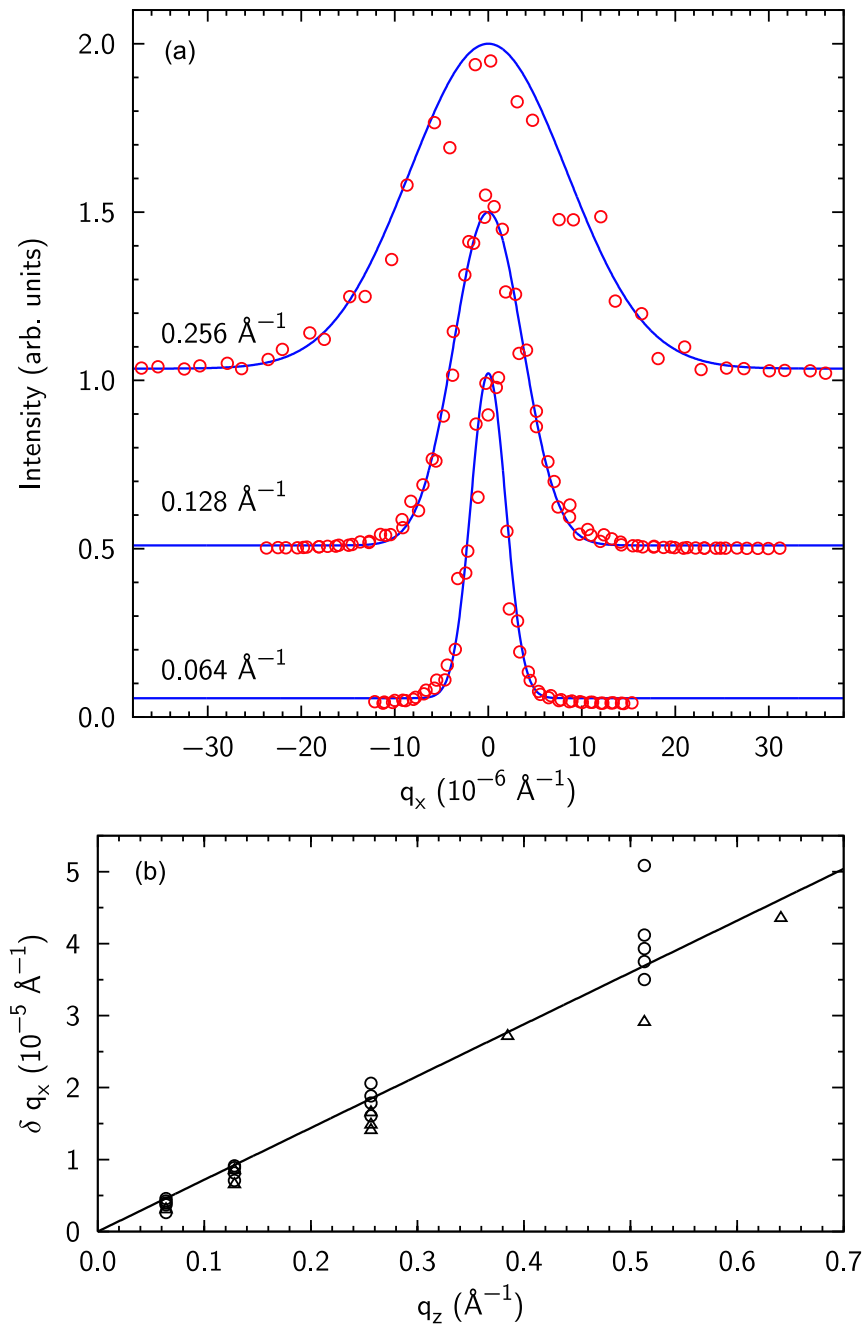 (a)
2.0
1.5
1.0
0.5
0.0
Intensity (arb. units)
0.256 Å⁻¹
0.128 Å⁻¹
0.064 Å⁻¹
−30 −20 −10 0 10 20 30
qₓ (10⁻⁶ Å⁻¹)
(b)
5
4
3
2
1
0
δ qₓ (10⁻⁵ Å⁻¹)
0.0 0.1 0.2 0.3 0.4 0.5 0.6 0.7
q_z (Å⁻¹)